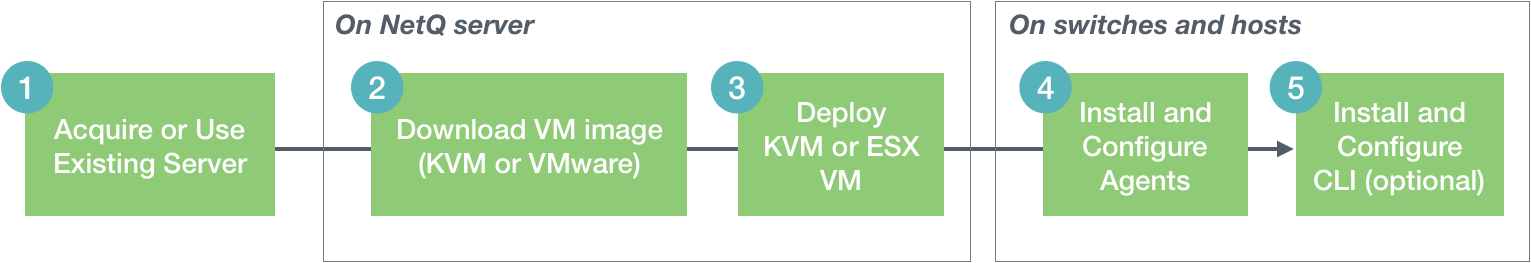 On NetQ server
On switches and hosts
1
Acquire or Use
Existing Server
2
Download VM image
(KVM or VMware)
3
Deploy
KVM or ESX
VM
4
Install and
Configure
Agents
5
Install and
Configure
CLI (optional)